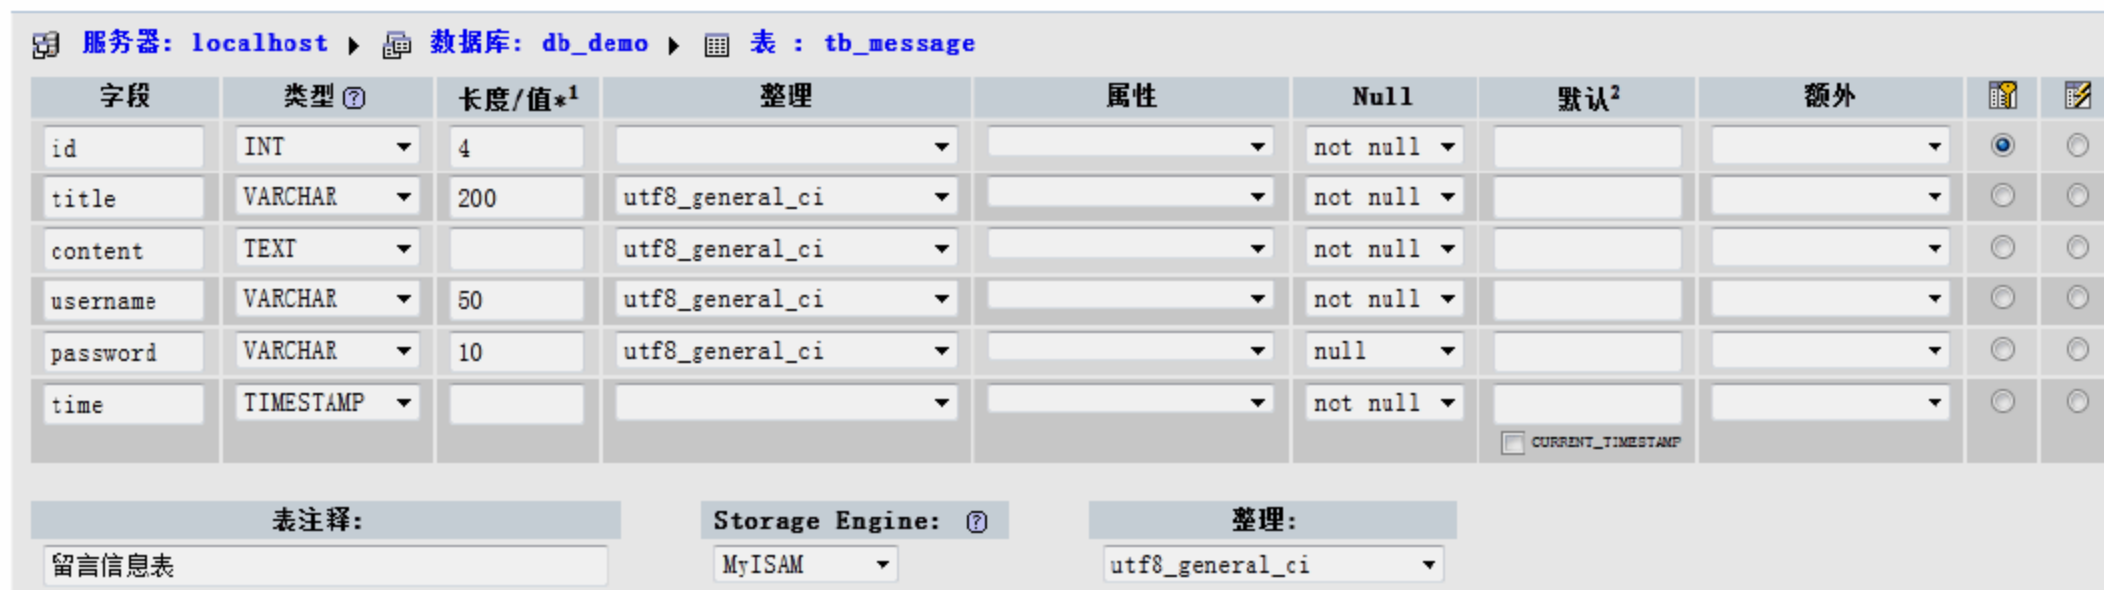 服务器: localhost ▶ 数据库: db_demo ▶ 表 : tb_message
字段 类型 长度/值*1 整理 属性 Null 默认2 额外
id INT 4 not null
title VARCHAR 200 utf8_general_ci not null
content TEXT utf8_general_ci not null
username VARCHAR 50 utf8_general_ci not null
password VARCHAR 10 utf8_general_ci null
time TIMESTAMP not null
CURRENT_TIMESTAMP
表注释: Storage Engine: 整理:
留言信息表 MyISAM utf8_general_ci